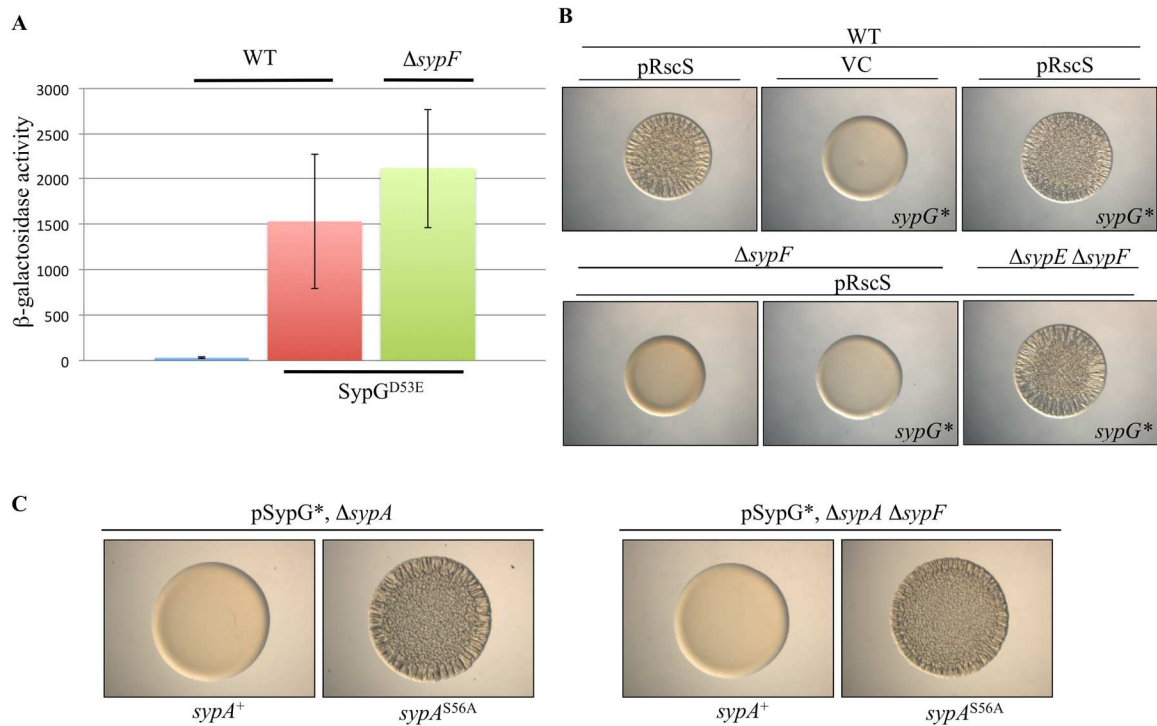 A
WT
ΔsypF
3000
2500
2000
1500
1000
500
0
β-galactosidase activity
SypG^D53E
B
WT
pRscS
VC
pRscS
sypG*
sypG*
ΔsypF
ΔsypE ΔsypF
pRscS
sypG*
sypG*
C
pSypG*, ΔsypA
pSypG*, ΔsypA ΔsypF
sypA⁺
sypA^S56A
sypA⁺
sypA^S56A